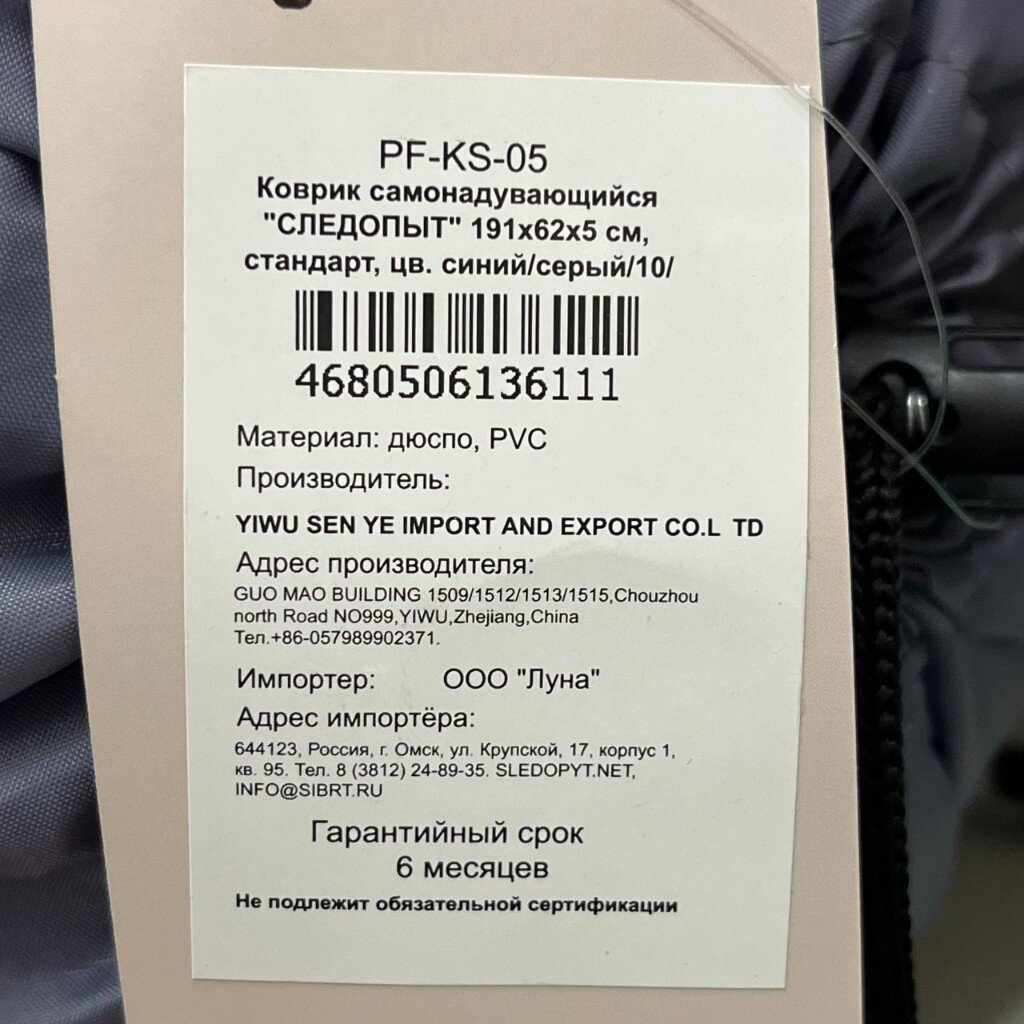 PF-KS-05
Коврик самонадувающийся
"СЛЕДОПЫТ" 191х62х5 см,
стандарт, цв. синий/серый/10/
4680506136111
Материал: дюспо, PVC
Производитель:
YIWU SEN YE IMPORT AND EXPORT CO.L TD
Адрес производителя:
GUO MAO BUILDING 1509/1512/1513/1515,Chouzhou
north Road NO999,YIWU,Zhejiang,China
Тел.+86-057989902371.
Импортер: ООО "Луна"
Адрес импортёра:
644123, Россия, г. Омск, ул. Крупской, 17, корпус 1,
кв. 95. Тел. 8 (3812) 24-89-35. SLEDOPYT.NET,
INFO@SIBRT.RU
Гарантийный срок
6 месяцев
Не подлежит обязательной сертификации